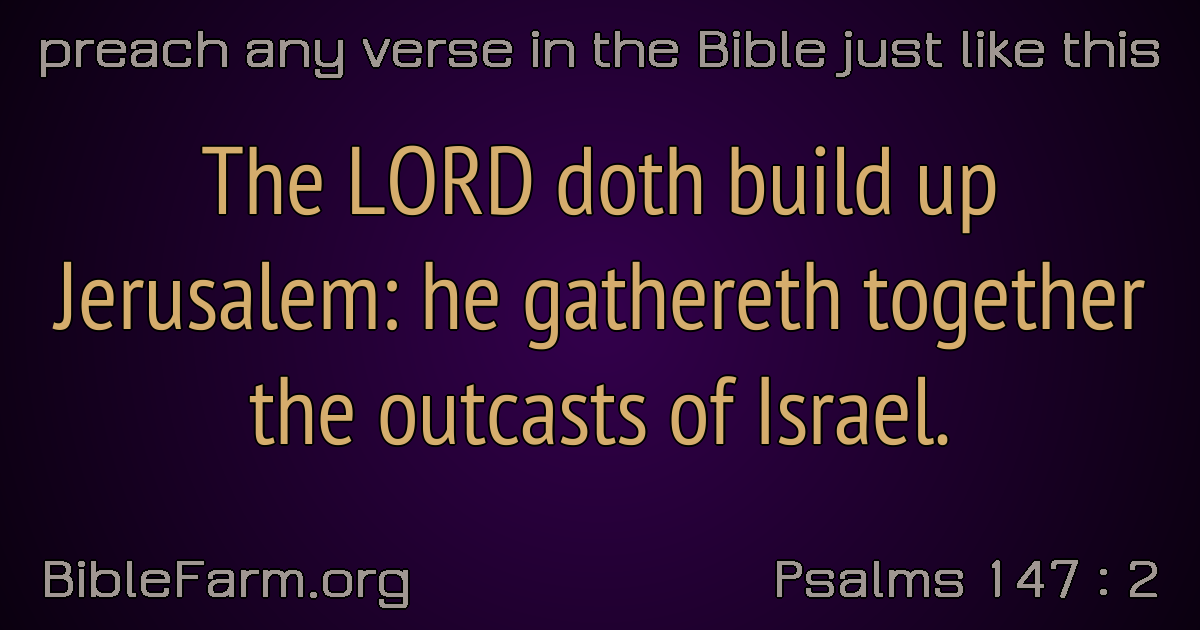 preach any verse in the Bible just like this
The LORD doth build up
Jerusalem: he gathereth together
the outcasts of Israel.
BibleFarm.org
Psalms 147 : 2